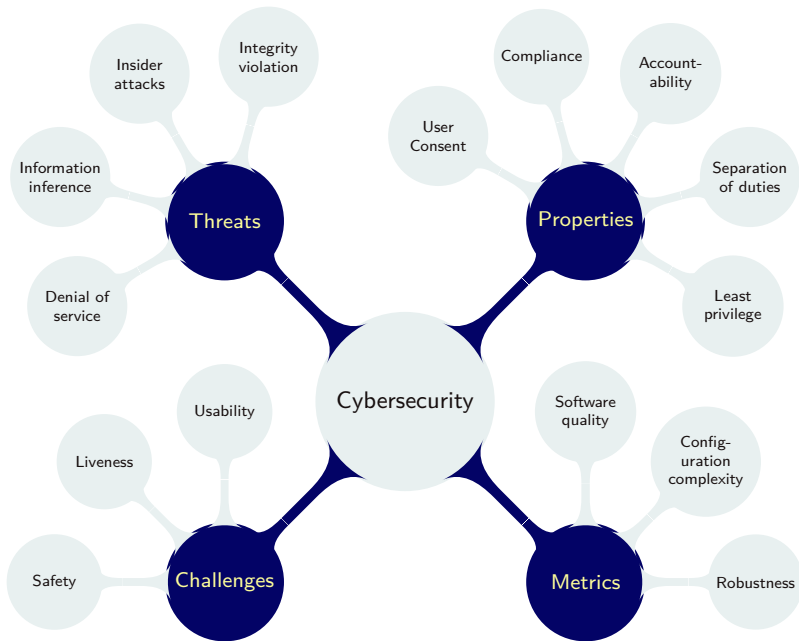 Integrity
violation
Insider
attacks
Information
inference
Threats
Denial of
service
Compliance
Account-
ability
User
Consent
Separation
of duties
Properties
Least
privilege
Cybersecurity
Usability
Liveness
Safety
Challenges
Software
quality
Config-
uration
complexity
Metrics
Robustness